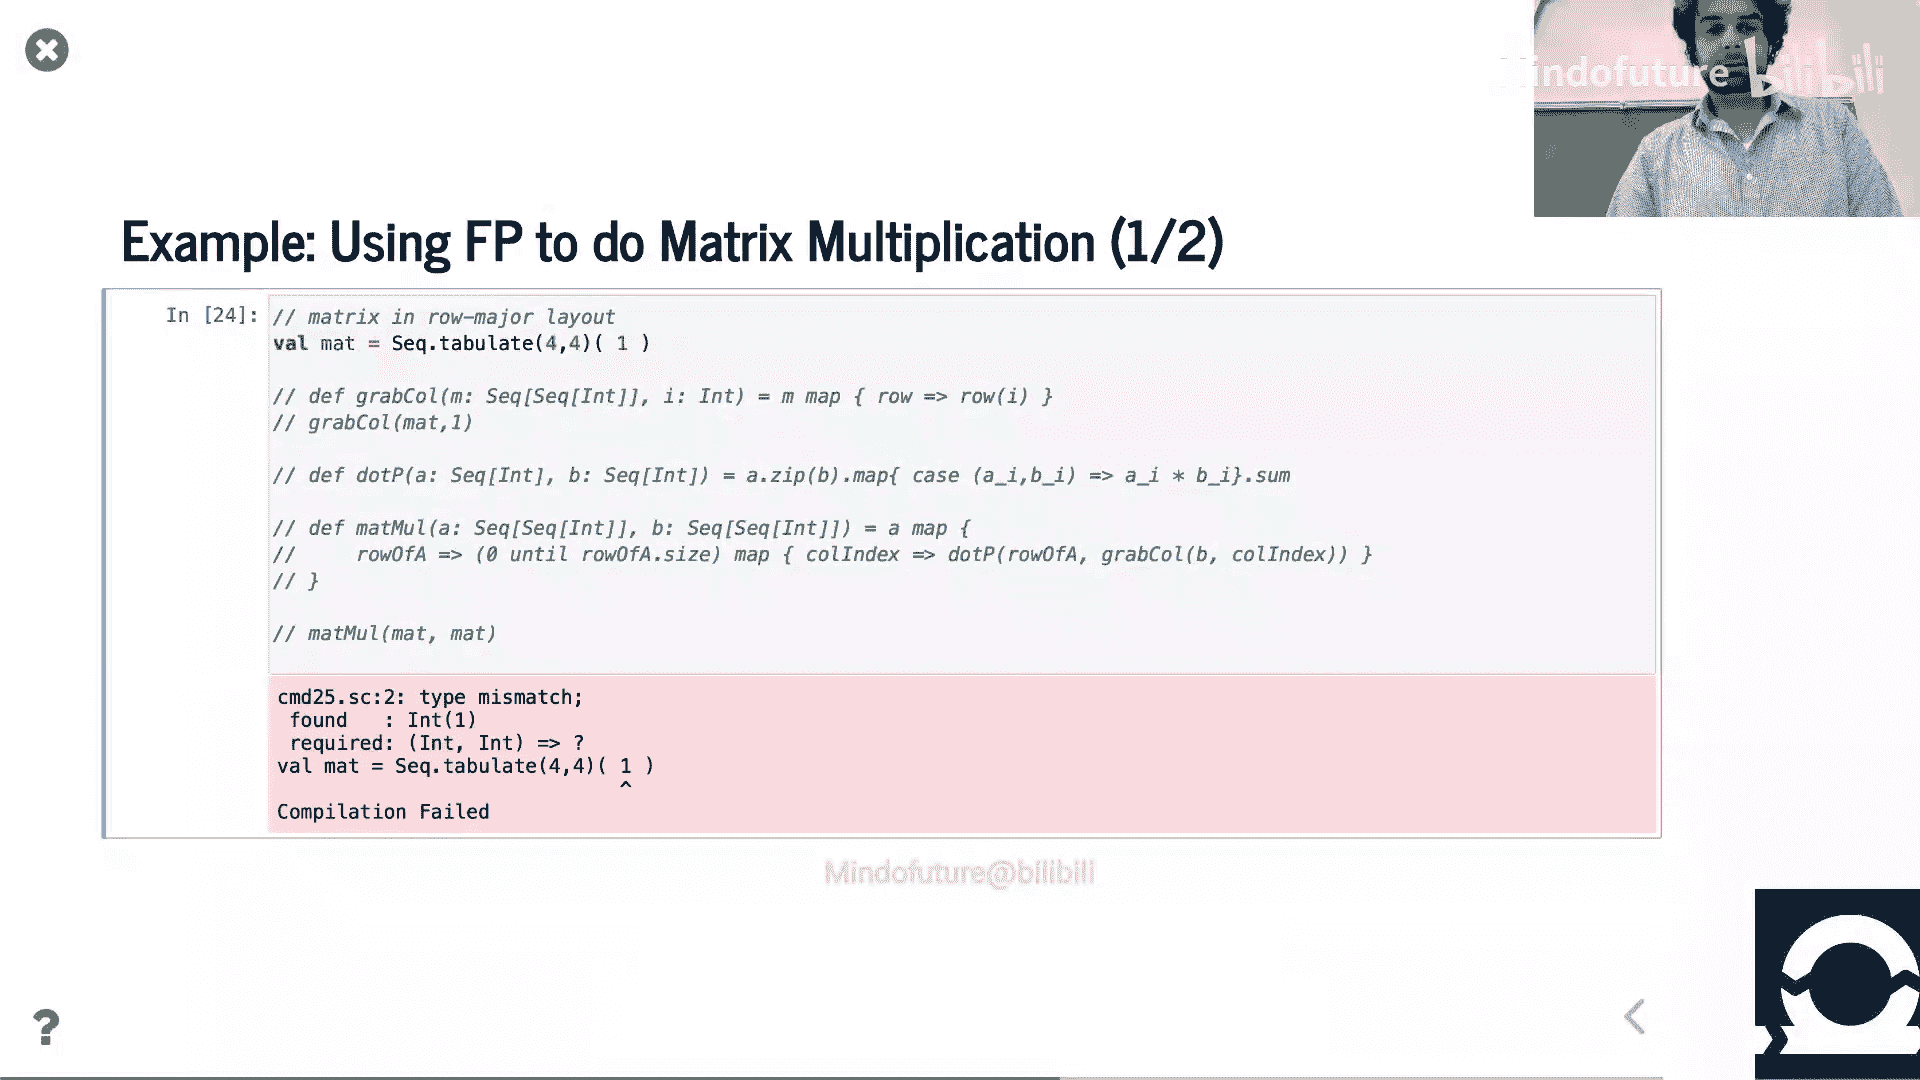 Mindofuture bilibili
Example: Using FP to do Matrix Multiplication (1/2)
In [24]:
// matrix in row-major layout
val mat = Seq.tabulate(4,4)( 1 )
// def grabCol(m: Seq[Seq[Int]], i: Int) = m map { row => row(i) }
// grabCol(mat,1)
// def dotP(a: Seq[Int], b: Seq[Int]) = a.zip(b).map{ case (a_i,b_i) => a_i * b_i}.sum
// def matMul(a: Seq[Seq[Int]], b: Seq[Seq[Int]]) = a map {
//     rowOfA => (0 until rowOfA.size) map { colIndex => dotP(rowOfA, grabCol(b, colIndex)) }
// }
// matMul(mat, mat)
cmd25.sc:2: type mismatch;
 found   : Int(1)
 required: (Int, Int) => ?
val mat = Seq.tabulate(4,4)( 1 )
                             ^
Compilation Failed
Mindofuture@bilibili
?